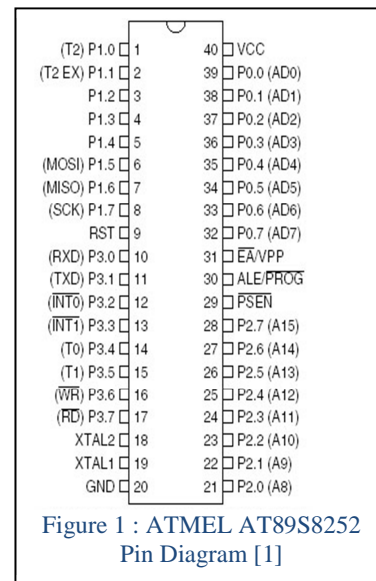 (T2) P1.0 1 40 VCC
(T2 EX) P1.1 2 39 P0.0 (AD0)
P1.2 3 38 P0.1 (AD1)
P1.3 4 37 P0.2 (AD2)
P1.4 5 36 P0.3 (AD3)
(MOSI) P1.5 6 35 P0.4 (AD4)
(MISO) P1.6 7 34 P0.5 (AD5)
(SCK) P1.7 8 33 P0.6 (AD6)
RST 9 32 P0.7 (AD7)
(RXD) P3.0 10 31 E̅A̅/VPP
(TXD) P3.1 11 30 ALE/P̅R̅O̅G̅
(I̅N̅T̅0̅) P3.2 12 29 P̅S̅E̅N̅
(I̅N̅T̅1̅) P3.3 13 28 P2.7 (A15)
(T0) P3.4 14 27 P2.6 (A14)
(T1) P3.5 15 26 P2.5 (A13)
(W̅R̅) P3.6 16 25 P2.4 (A12)
(R̅D̅) P3.7 17 24 P2.3 (A11)
XTAL2 18 23 P2.2 (A10)
XTAL1 19 22 P2.1 (A9)
GND 20 21 P2.0 (A8)
Figure 1 : ATMEL AT89S8252
Pin Diagram [1]